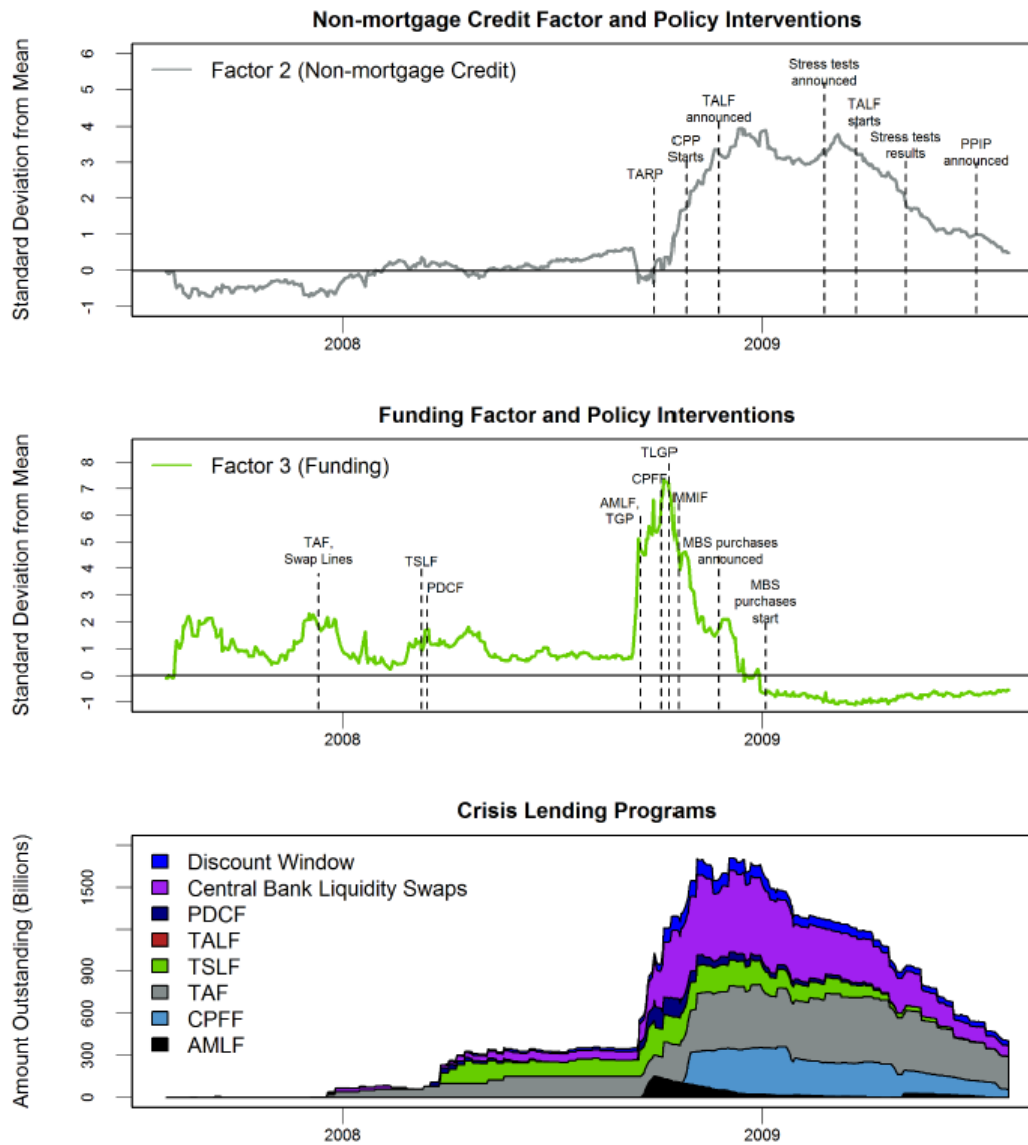 Non-mortgage Credit Factor and Policy Interventions
Standard Deviation from Mean
6
5
4
3
2
1
0
-1
Factor 2 (Non-mortgage Credit)
TARP
CPP
Starts
TALF
announced
Stress tests
announced
TALF
starts
Stress tests
results
PPIP
announced
2008
2009
Funding Factor and Policy Interventions
Standard Deviation from Mean
8
7
6
5
4
3
2
1
0
-1
Factor 3 (Funding)
TAF,
Swap Lines
TSLF
PDCF
AMLF,
TGP
CPFF
TLGP
MMIF
MBS purchases
announced
MBS
purchases
start
2008
2009
Crisis Lending Programs
Amount Outstanding (Billions)
1500
900
600
300
0
Discount Window
Central Bank Liquidity Swaps
PDCF
TALF
TSLF
TAF
CPFF
AMLF
2008
2009